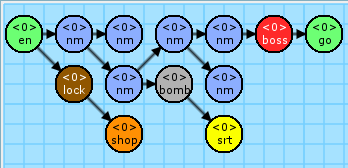 <0> <0> <0> <0> <0> <0> <0>
en nm nm nm nm boss go
<0> <0> <0> <0>
lock nm bomb nm
<0> <0>
shop srt